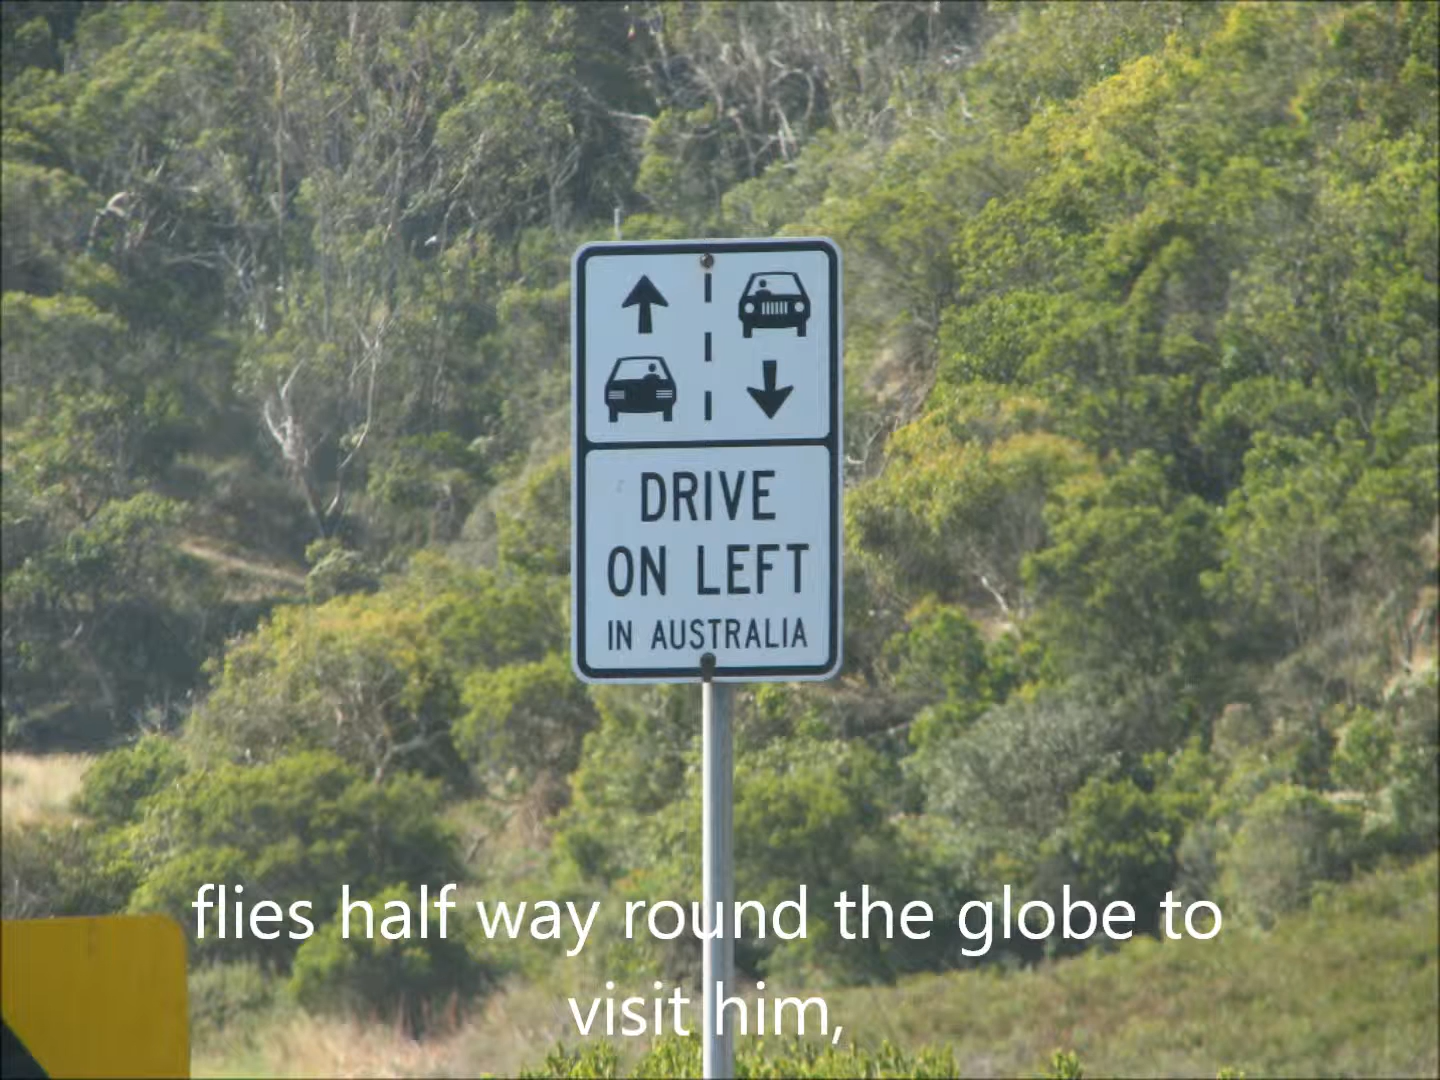 DRIVE
ON LEFT
IN AUSTRALIA
flies half way round the globe to
visit him,